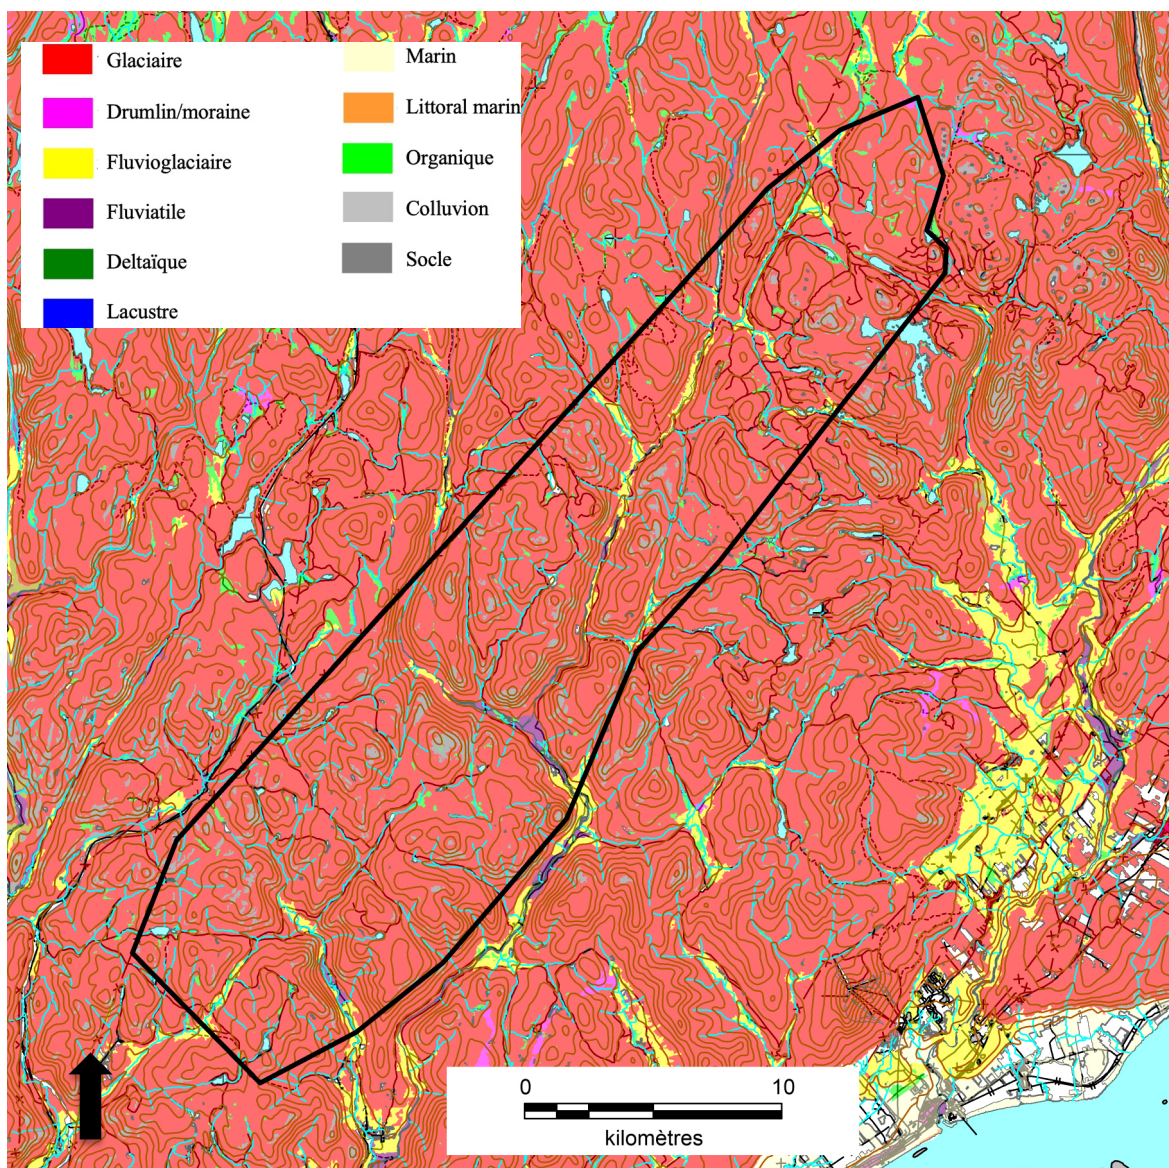 Glaciaire
Drumlin/moraine
Fluvioglaciaire
Fluviatile
Deltaïque
Lacustre
Marin
Littoral marin
Organique
Colluvion
Socle
0 10
kilomètres